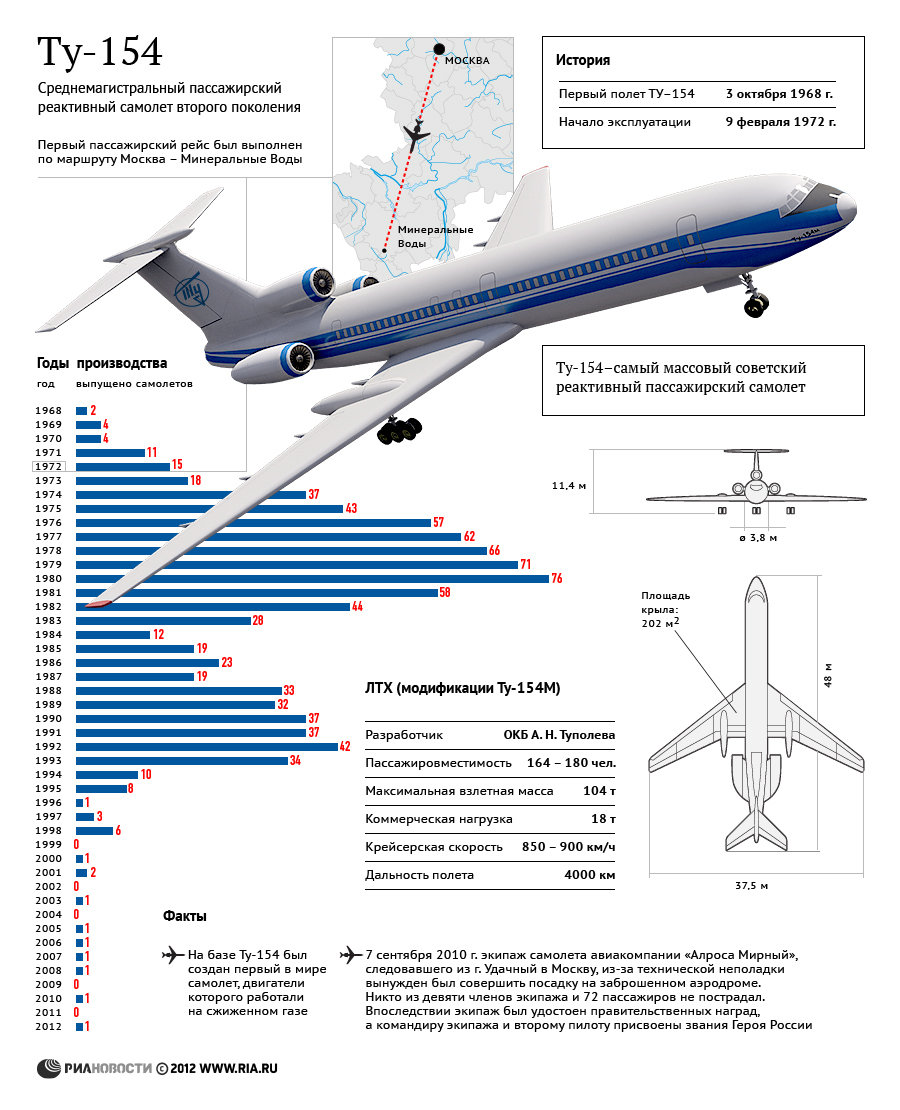 Ту-154
Среднемагистральный пассажирский
реактивный самолет второго поколения
Первый пассажирский рейс был выполнен
по маршруту Москва – Минеральные Воды
МОСКВА
Минеральные
Воды
История
Первый полет ТУ–154 3 октября 1968 г.
Начало эксплуатации 9 февраля 1972 г.
Ту-154м
Ту
Годы производства
год выпущено самолетов
1968 2
1969 4
1970 4
1971 11
1972 15
1973 18
1974 37
1975 43
1976 57
1977 62
1978 66
1979 71
1980 76
1981 58
1982 44
1983 28
1984 12
1985 19
1986 23
1987 19
1988 33
1989 32
1990 37
1991 37
1992 42
1993 34
1994 10
1995 8
1996 1
1997 3
1998 6
1999 0
2000 1
2001 2
2002 0
2003 1
2004 0
2005 1
2006 1
2007 1
2008 1
2009 0
2010 1
2011 0
2012 1
Ту-154–самый массовый советский
реактивный пассажирский самолет
11,4 м
ø 3,8 м
Площадь
крыла:
202 м2
48 м
37,5 м
ЛТХ (модификации Ту-154М)
Разработчик ОКБ А. Н. Туполева
Пассажировместимость 164 – 180 чел.
Максимальная взлетная масса 104 т
Коммерческая нагрузка 18 т
Крейсерская скорость 850 – 900 км/ч
Дальность полета 4000 км
Факты
На базе Ту-154 был
создан первый в мире
самолет, двигатели
которого работали
на сжиженном газе
7 сентября 2010 г. экипаж самолета авиакомпании «Алроса Мирный»,
следовавшего из г. Удачный в Москву, из-за технической неполадки
вынужден был совершить посадку на заброшенном аэродроме.
Никто из девяти членов экипажа и 72 пассажиров не пострадал.
Впоследствии экипаж был удостоен правительственных наград,
а командиру экипажа и второму пилоту присвоены звания Героя России
РИАНОВОСТИ © 2012 WWW.RIA.RU